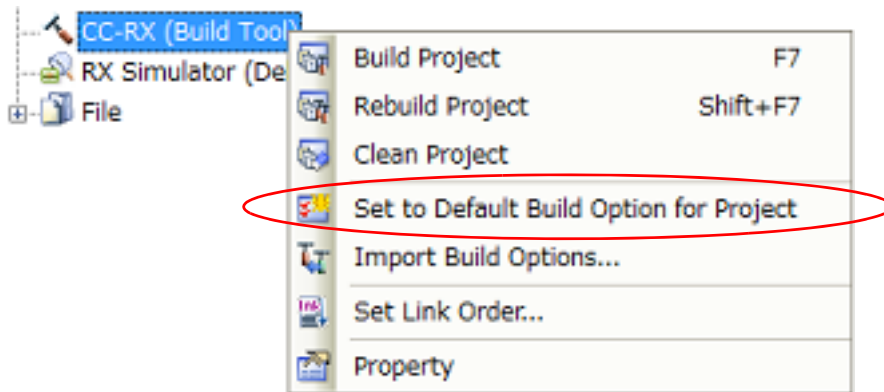 CC-RX (Build Tool)
RX Simulator (De
File
Build Project F7
Rebuild Project Shift+F7
Clean Project
Set to Default Build Option for Project
Import Build Options...
Set Link Order...
Property